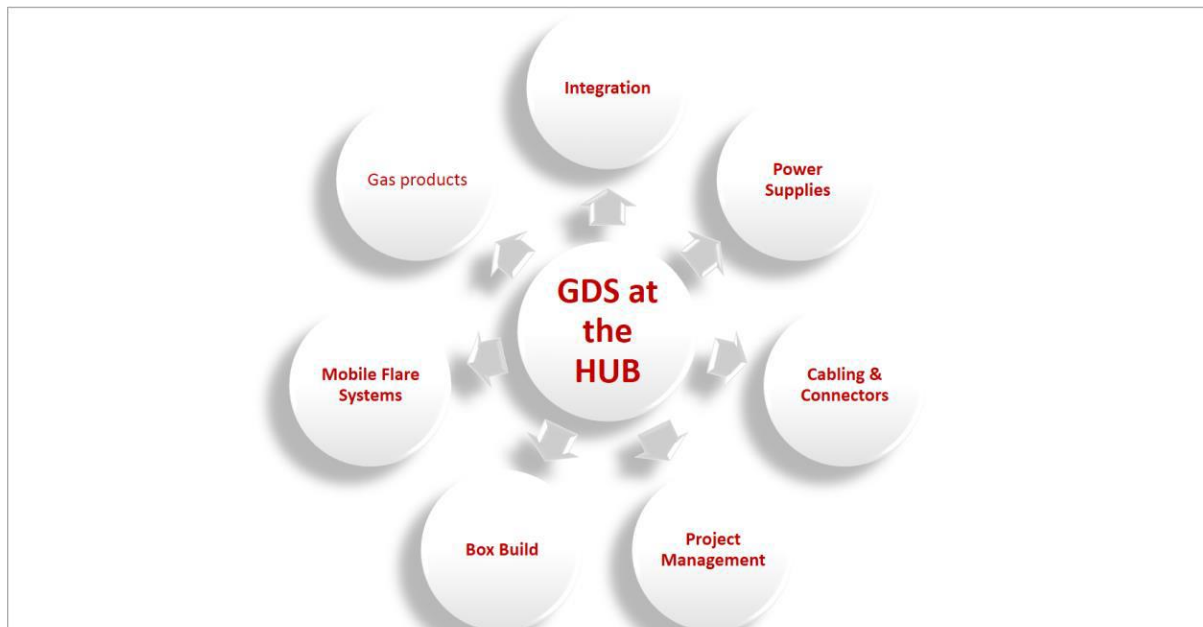 Integration
Power
Supplies
Cabling &
Connectors
Project
Management
Box Build
Mobile Flare
Systems
Gas products
GDS at
the
HUB